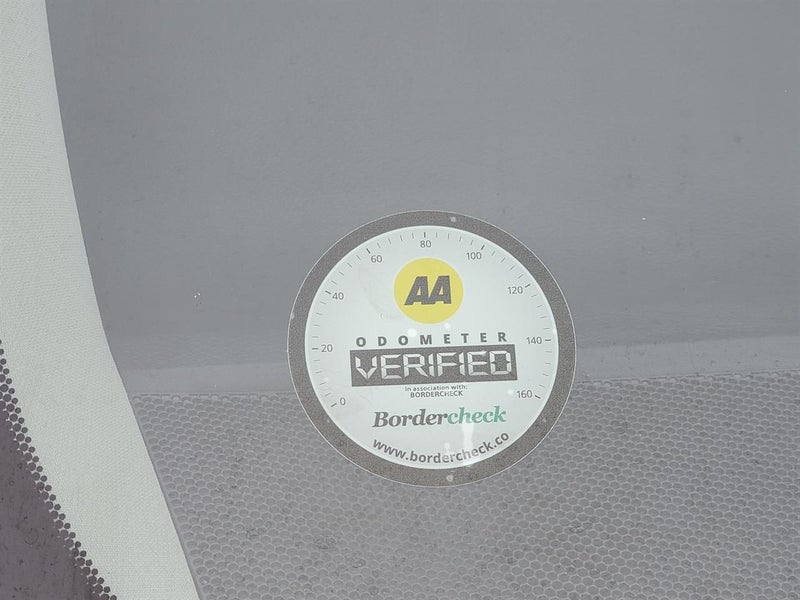 80
60
100
40
120
AA
ODOMETER
20
140
VERIFIED
In association with:
BORDERCHECK
0
160
Bordercheck
www.bordercheck.co